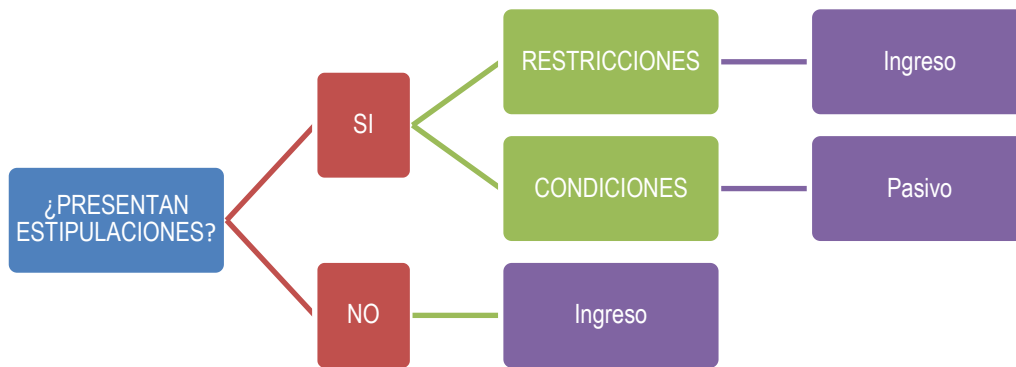 ¿PRESENTAN
ESTIPULACIONES?
SI
RESTRICCIONES
Ingreso
CONDICIONES
Pasivo
NO
Ingreso